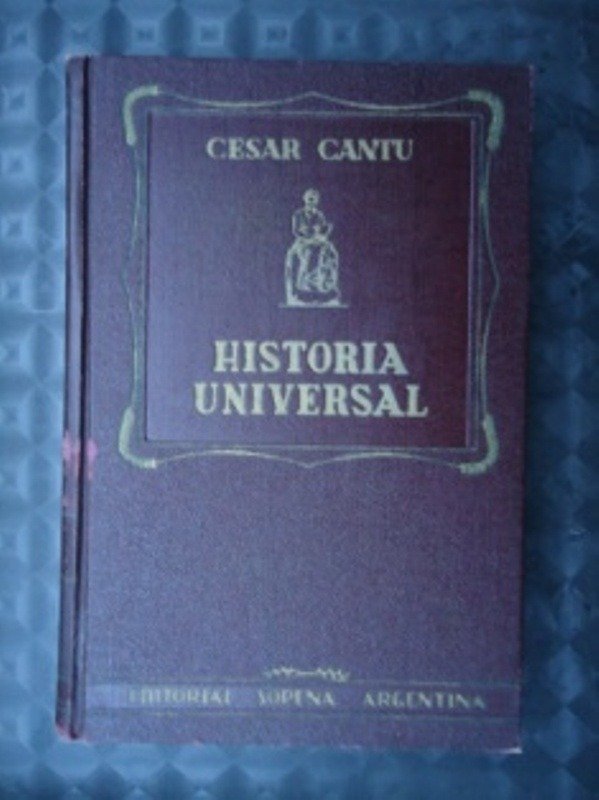 CESAR CANTU
HISTORIA
UNIVERSAL
EDITORIAL SOPENA ARGENTINA